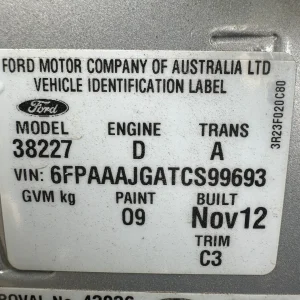 FORD MOTOR COMPANY OF AUSTRALIA LTD
VEHICLE IDENTIFICATION LABEL
Ford
MODEL ENGINE TRANS
38227 D A
VIN: 6FPAAAJGATCS99693
GVM kg PAINT BUILT
09 Nov12
TRIM
C3
3R23F020C80